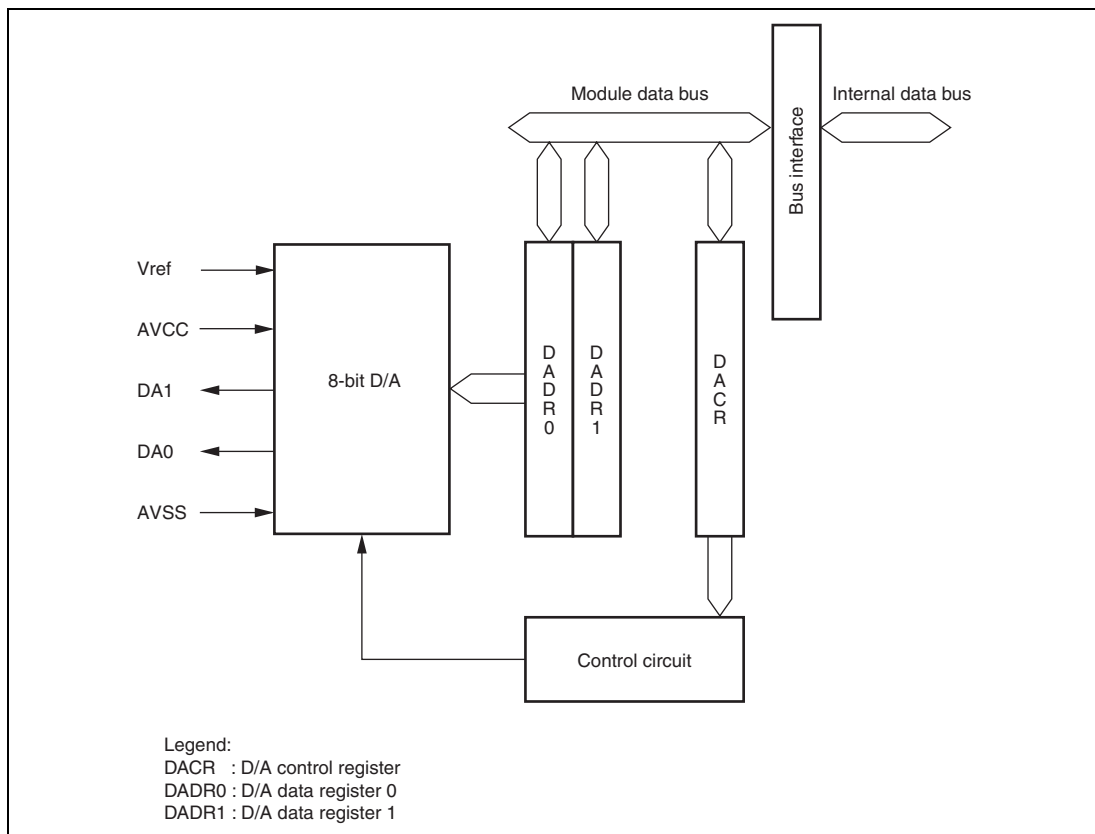 Module data bus
Internal data bus
Bus interface
Vref
AVCC
DA1
DA0
AVSS
8-bit D/A
DADR0
DADR1
DACR
Control circuit
Legend:
DACR : D/A control register
DADR0 : D/A data register 0
DADR1 : D/A data register 1